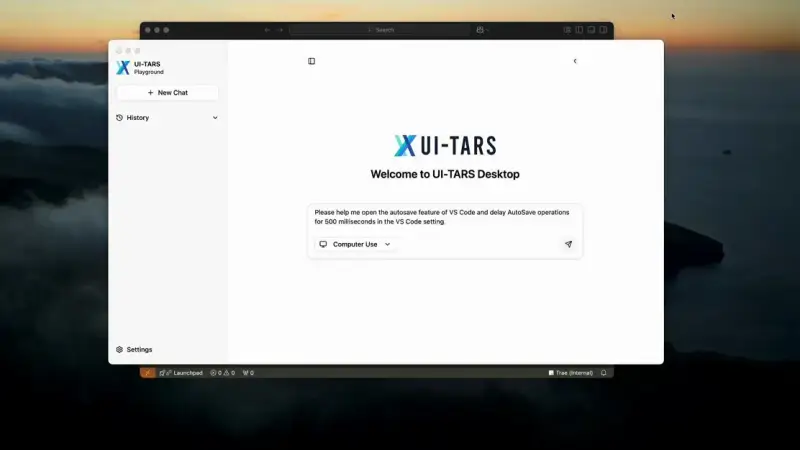 Search
UI-TARS
Playground
New Chat
History
UI-TARS
Welcome to UI-TARS Desktop
Please help me open the autosave feature of VS Code and delay AutoSave operations
for 500 milliseconds in the VS Code setting.
Computer Use
Settings
Launchpad 0 0 0 Trae (Internal)